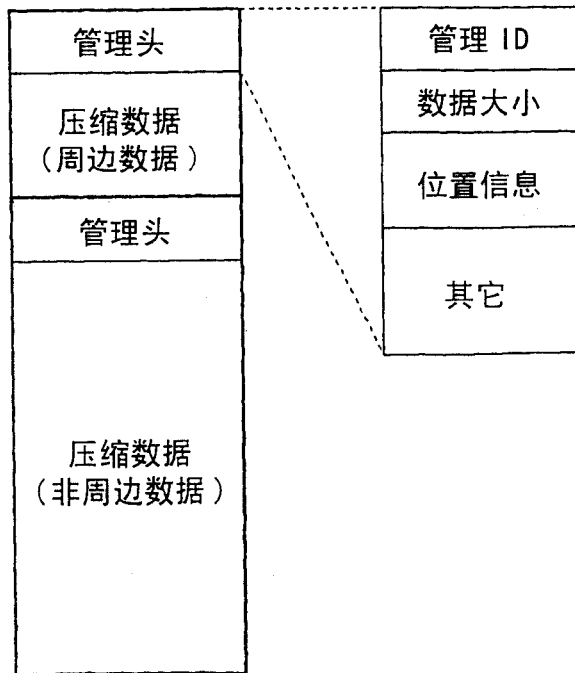 管理头
压缩数据
(周边数据)
管理头
压缩数据
(非周边数据)
管理 ID
数据大小
位置信息
其它